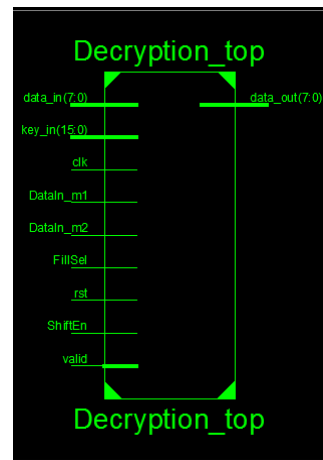 Decryption_top
data_in(7:0)
data_out(7:0)
key_in(15:0)
clk
DataIn_m1
DataIn_m2
FillSel
rst
ShiftEn
valid
Decryption_top